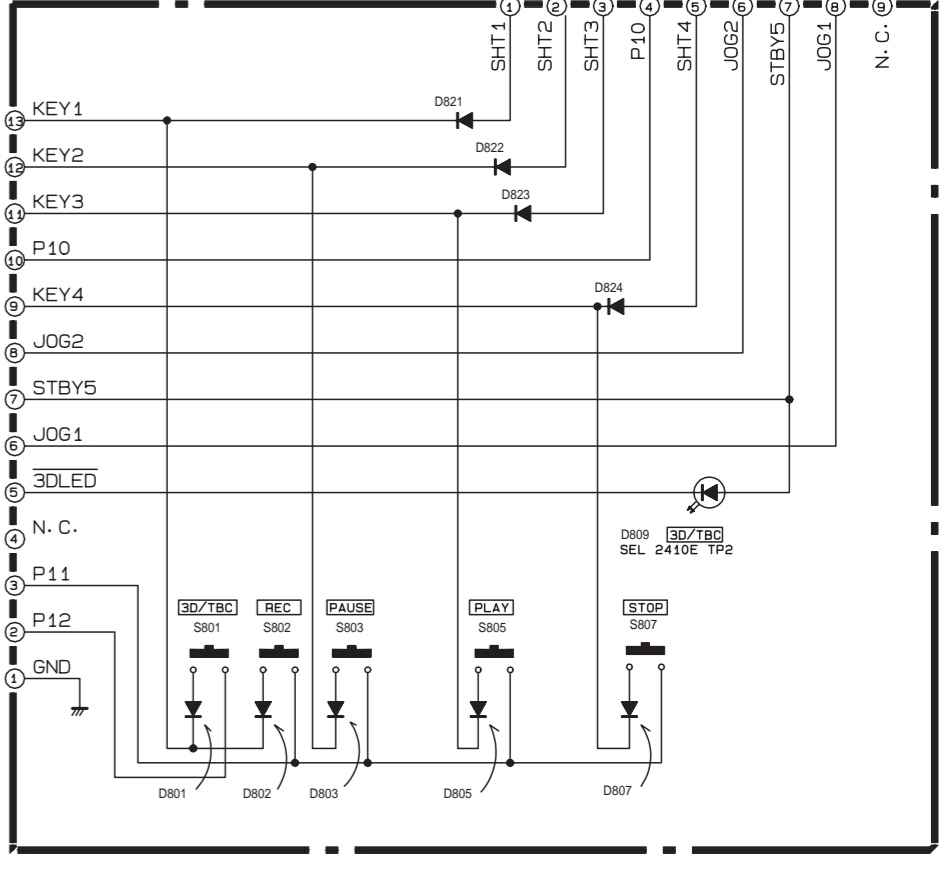 1 2 3 4 5 6 7 8 9
SHT1 SHT2 SHT3 P10 SHT4 JOG2 STBY5 JOG1 N.C.
D821
13 KEY1
D822
12 KEY2
D823
11 KEY3
10 P10
D824
9 KEY4
8 JOG2
7 STBY5
6 JOG1
5 3DLED
4 N.C.
D809 3D/TBC
SEL 2410E TP2
3 P11
3D/TBC REC PAUSE PLAY STOP
S801 S802 S803 S805 S807
2 P12
1 GND
D801 D802 D803 D805 D807